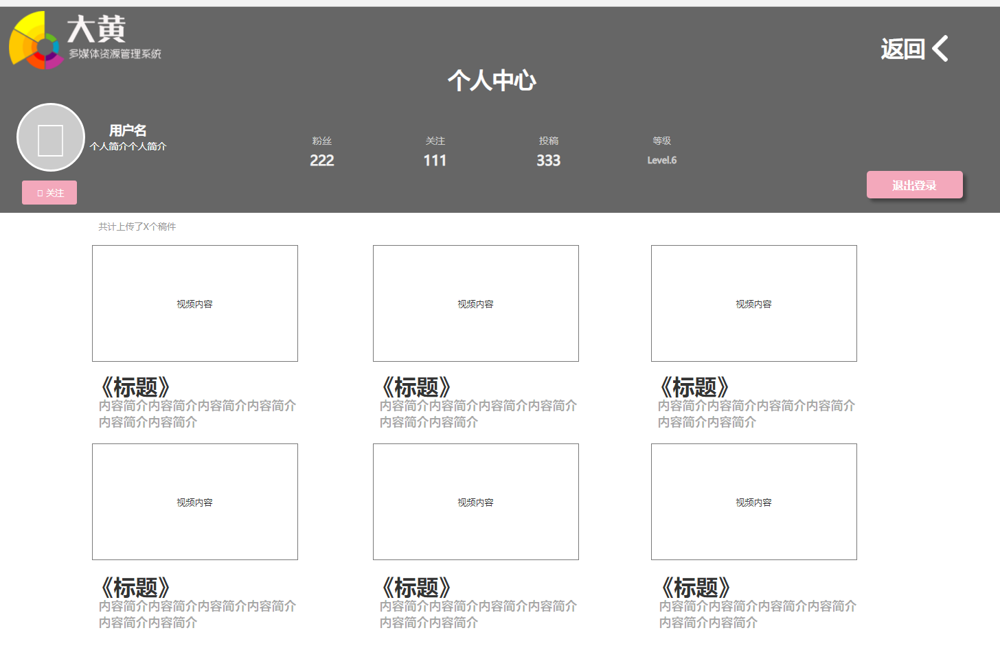 大黄
多媒体资源管理系统
返回
个人中心
用户名
个人简介个人简介
粉丝
关注
投稿
等级
222
111
333
Level.6
关注
退出登录
共计上传了X个稿件
视频内容
视频内容
视频内容
《标题》
内容简介内容简介内容简介内容简介
内容简介内容简介
《标题》
内容简介内容简介内容简介内容简介
内容简介内容简介
《标题》
内容简介内容简介内容简介内容简介
内容简介内容简介
视频内容
视频内容
视频内容
《标题》
内容简介内容简介内容简介内容简介
内容简介内容简介
《标题》
内容简介内容简介内容简介内容简介
内容简介内容简介
《标题》
内容简介内容简介内容简介内容简介
内容简介内容简介